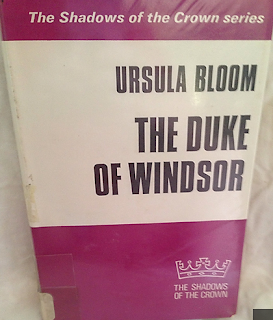 The Shadows of the Crown series
URSULA BLOOM
THE DUKE
OF WINDSOR
THE SHADOWS
OF THE CROWN